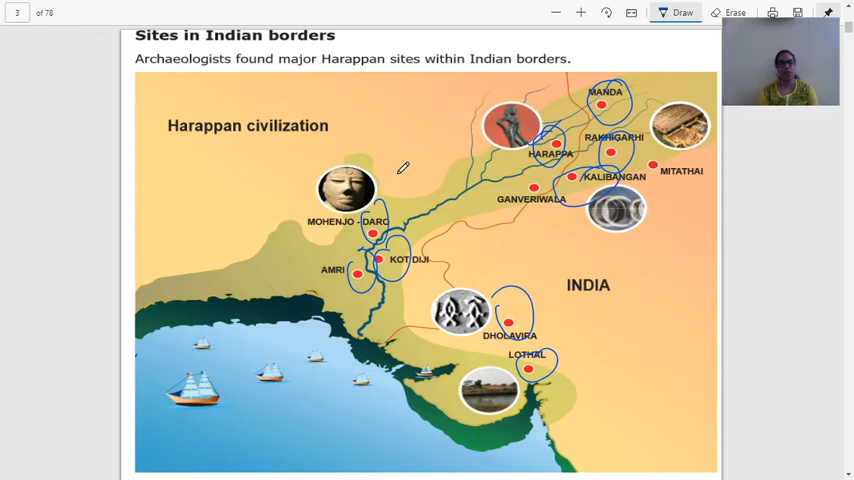 3 of 78
Draw
Erase
Sites in Indian borders
Archaeologists found major Harappan sites within Indian borders.
Harappan civilization
MANDA
RAKHIGARHI
HARAPPA
MITATHAI
KALIBANGAN
GANVERIWALA
MOHENJO - DARO
KOT DIJI
AMRI
INDIA
DHOLAVIRA
LOTHAL